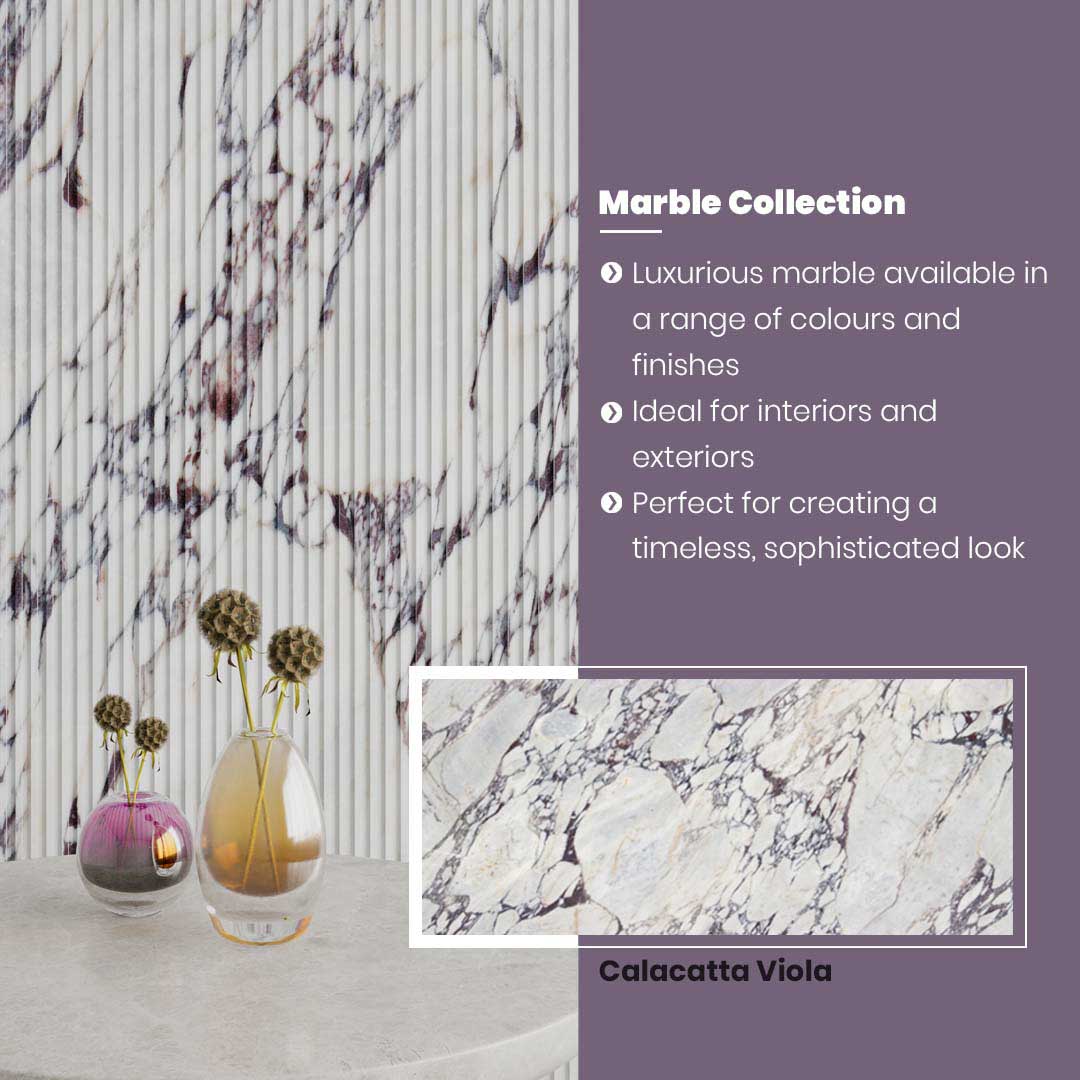 Marble Collection
Luxurious marble available in
a range of colours and
finishes
Ideal for interiors and
exteriors
Perfect for creating a
timeless, sophisticated look
Calacatta Viola